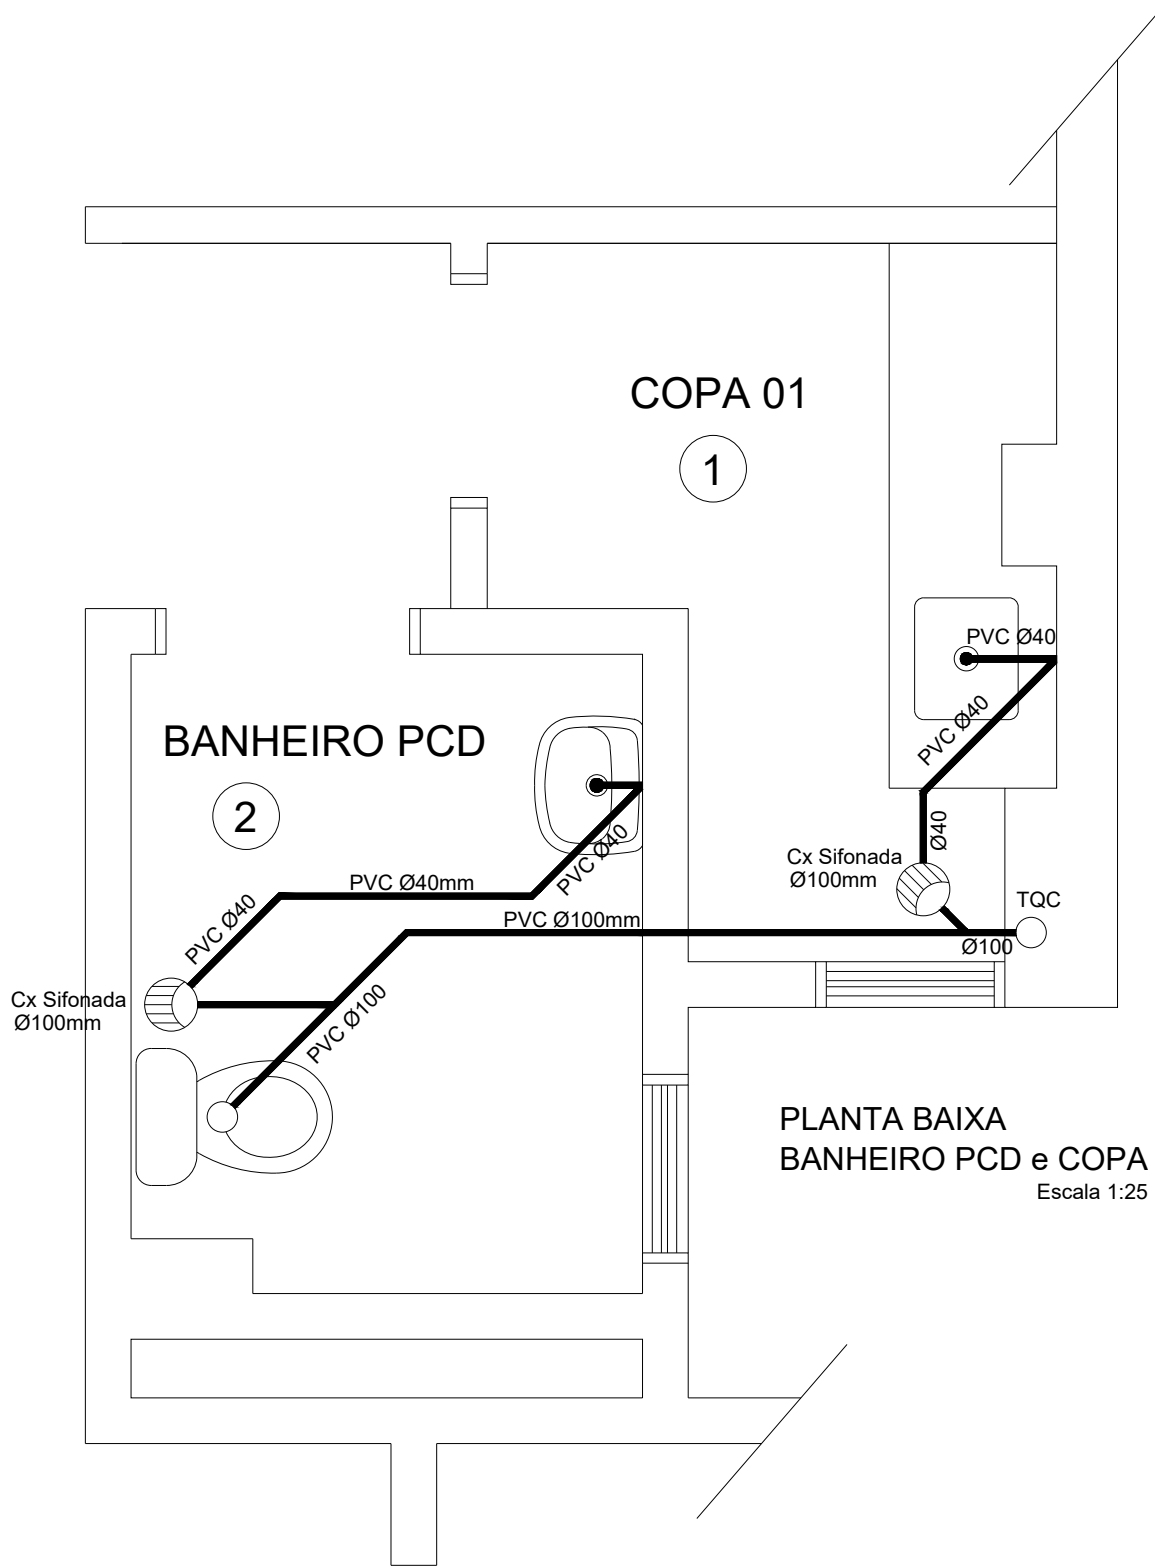 COPA 01
1
PVC Ø40
PVC Ø40
BANHEIRO PCD
2
Ø40
PVC Ø40
Cx Sifonada
Ø100mm
PVC Ø40mm
TQC
PVC Ø40
PVC Ø100mm
Ø100
Cx Sifonada
Ø100mm
PVC Ø100
PLANTA BAIXA
BANHEIRO PCD e COPA
Escala 1:25